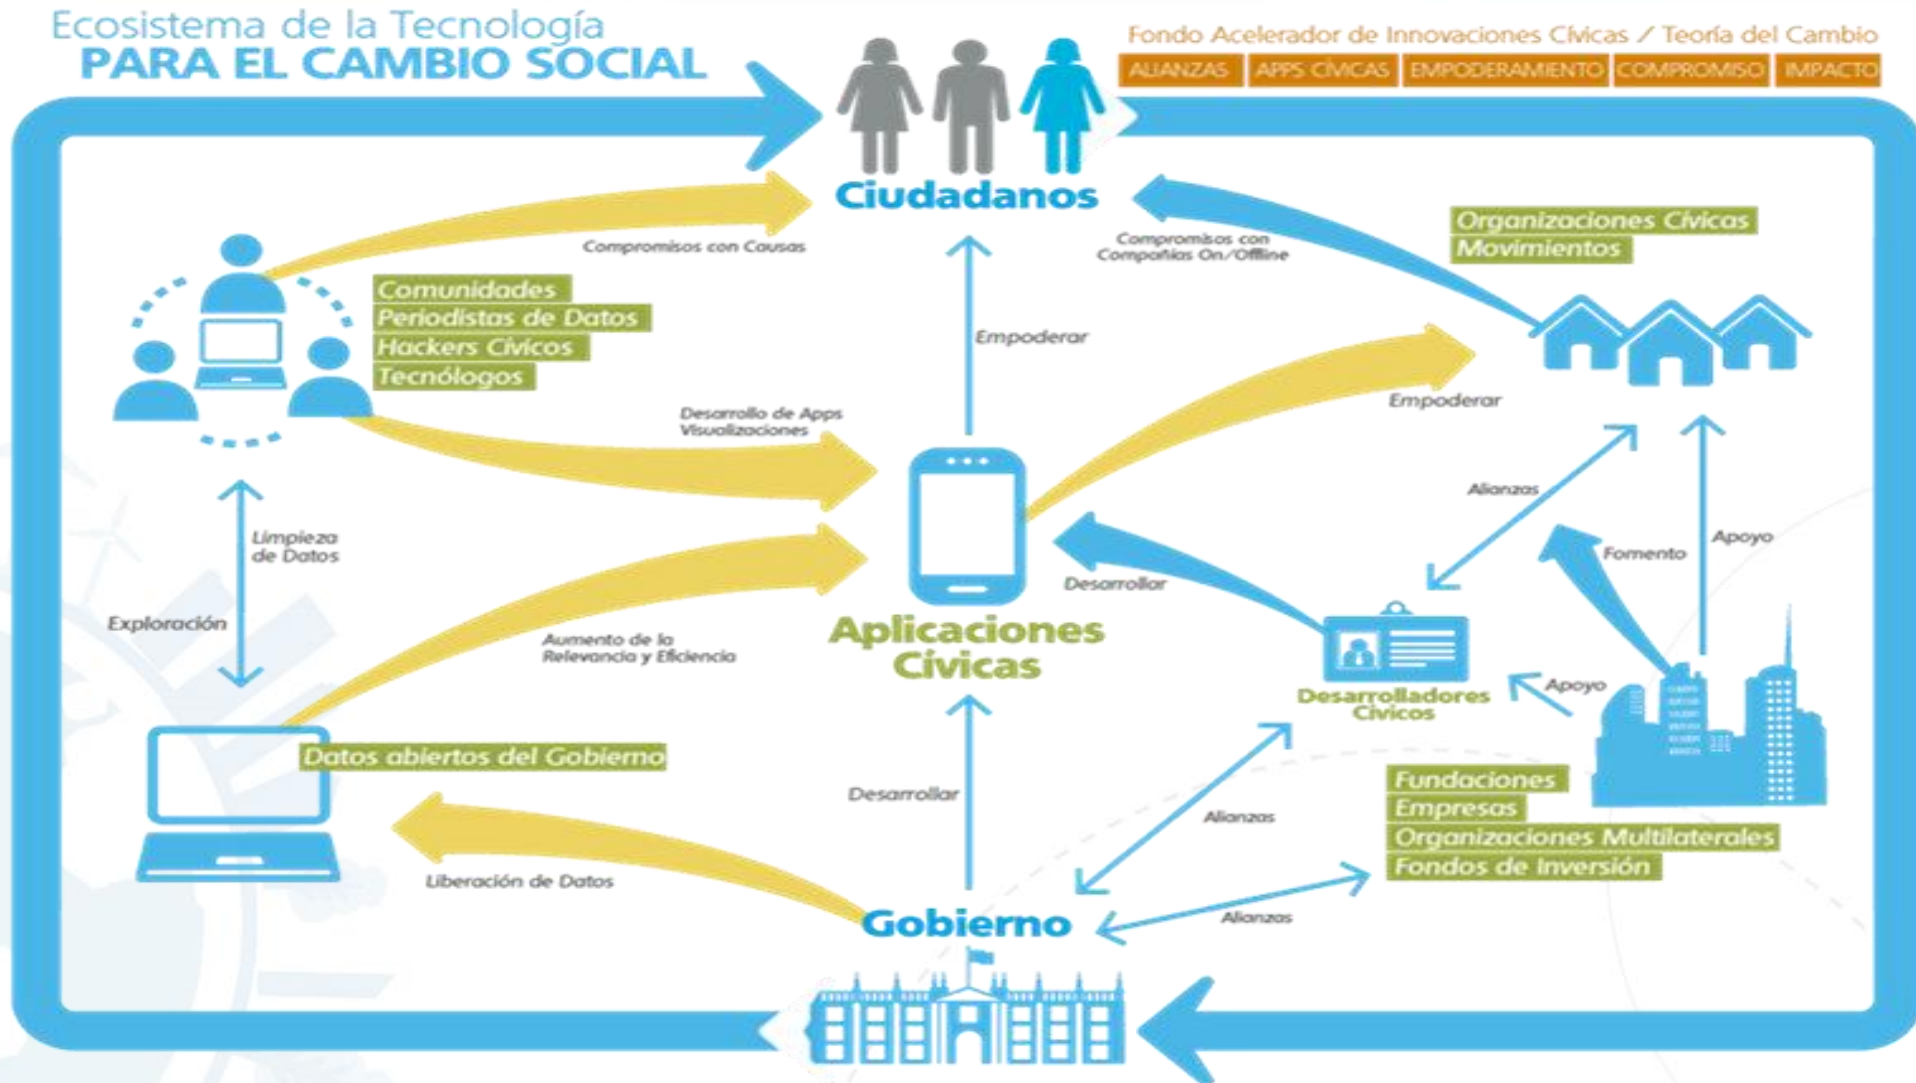 Ecosistema de la Tecnología
PARA EL CAMBIO SOCIAL
Fondo Acelerador de Innovaciones Cívicas / Teoría del Cambio
ALIANZAS
APPS CÍVICAS
EMPODERAMIENTO
COMPROMISO
IMPACTO
Ciudadanos
Compromisos con Causas
Compromisos con
Compañias On/Offline
Organizaciones Cívicas
Movimientos
Comunidades
Periodistas de Datos
Hackers Cívicos
Tecnólogos
Empoderar
Empoderar
Desarrollo de Apps
Visualizaciones
Alianzas
Limpieza
de Datos
Fomento
Apoyo
Desarrollar
Exploración
Aumento de la
Relevancia y Eficiencia
Aplicaciones
Cívicas
Desarrolladores
Cívicos
Apoyo
Datos abiertos del Gobierno
Desarrollar
Alianzas
Fundaciones
Empresas
Organizaciones Multilaterales
Fondos de Inversión
Liberación de Datos
Gobierno
Alianzas